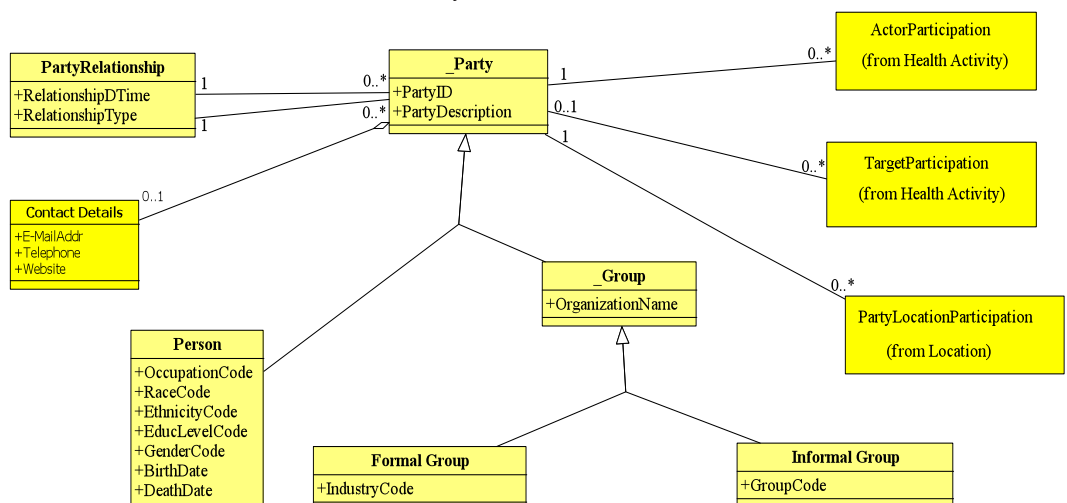 PartyRelationship
+RelationshipDTime
+RelationshipType
1
1
0..*
0..*
_Party
+PartyID
+PartyDescription
1
0..1
1
0..*
ActorParticipation
(from Health Activity)
0..*
TargetParticipation
(from Health Activity)
0..*
PartyLocationParticipation
(from Location)
0..1
Contact Details
+E-MailAddr
+Telephone
+Website
_Group
+OrganizationName
Person
+OccupationCode
+RaceCode
+EthnicityCode
+EducLevelCode
+GenderCode
+BirthDate
+DeathDate
Formal Group
+IndustryCode
Informal Group
+GroupCode